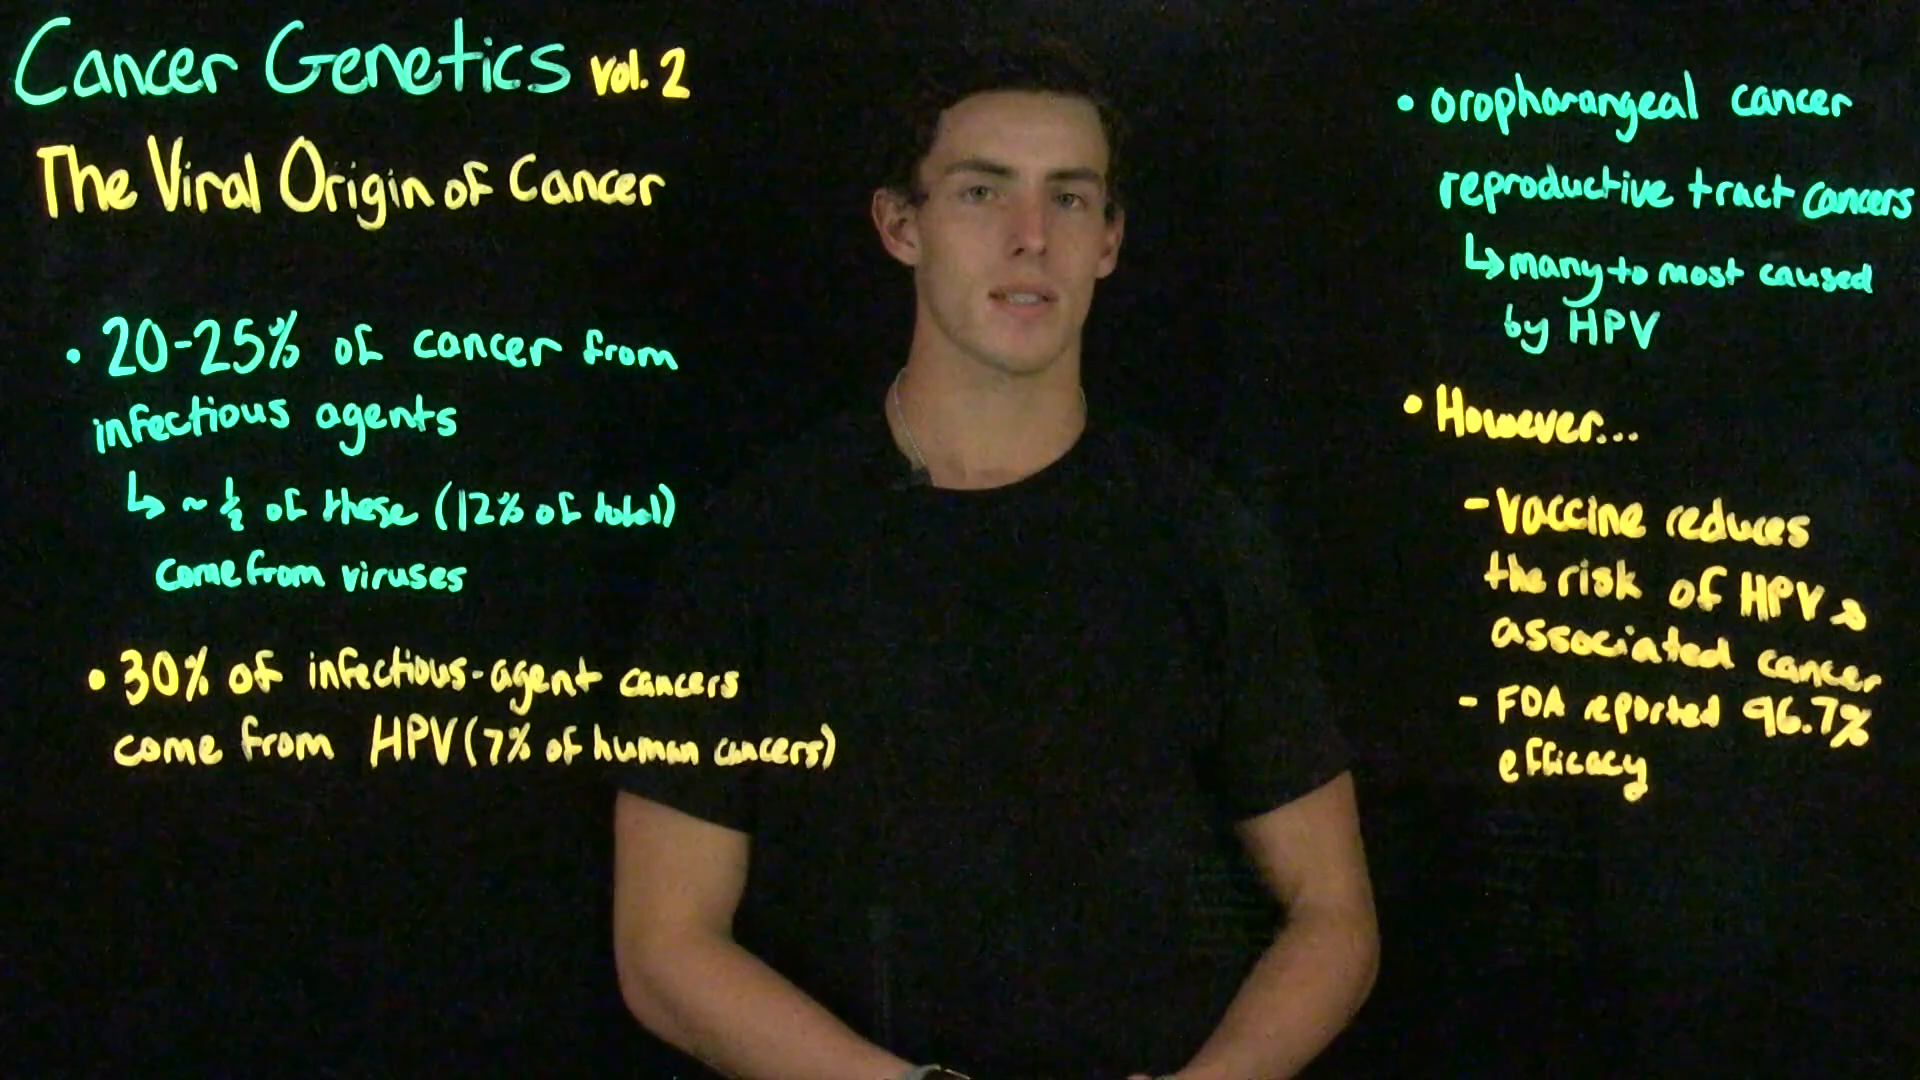 Cancer Genetics vol. 2
The Viral Origin of Cancer
• 20-25% of cancer from
infectious agents
↳ ~ 1/2 of these (12% of total)
come from viruses
• 30% of infectious-agent cancers
come from HPV (7% of human cancers)
• oropharangeal cancer
reproductive tract cancers
↳ many to most caused
by HPV
• However...
- Vaccine reduces
the risk of HPV &
associated cancer
- FDA reported 96.7%
efficacy